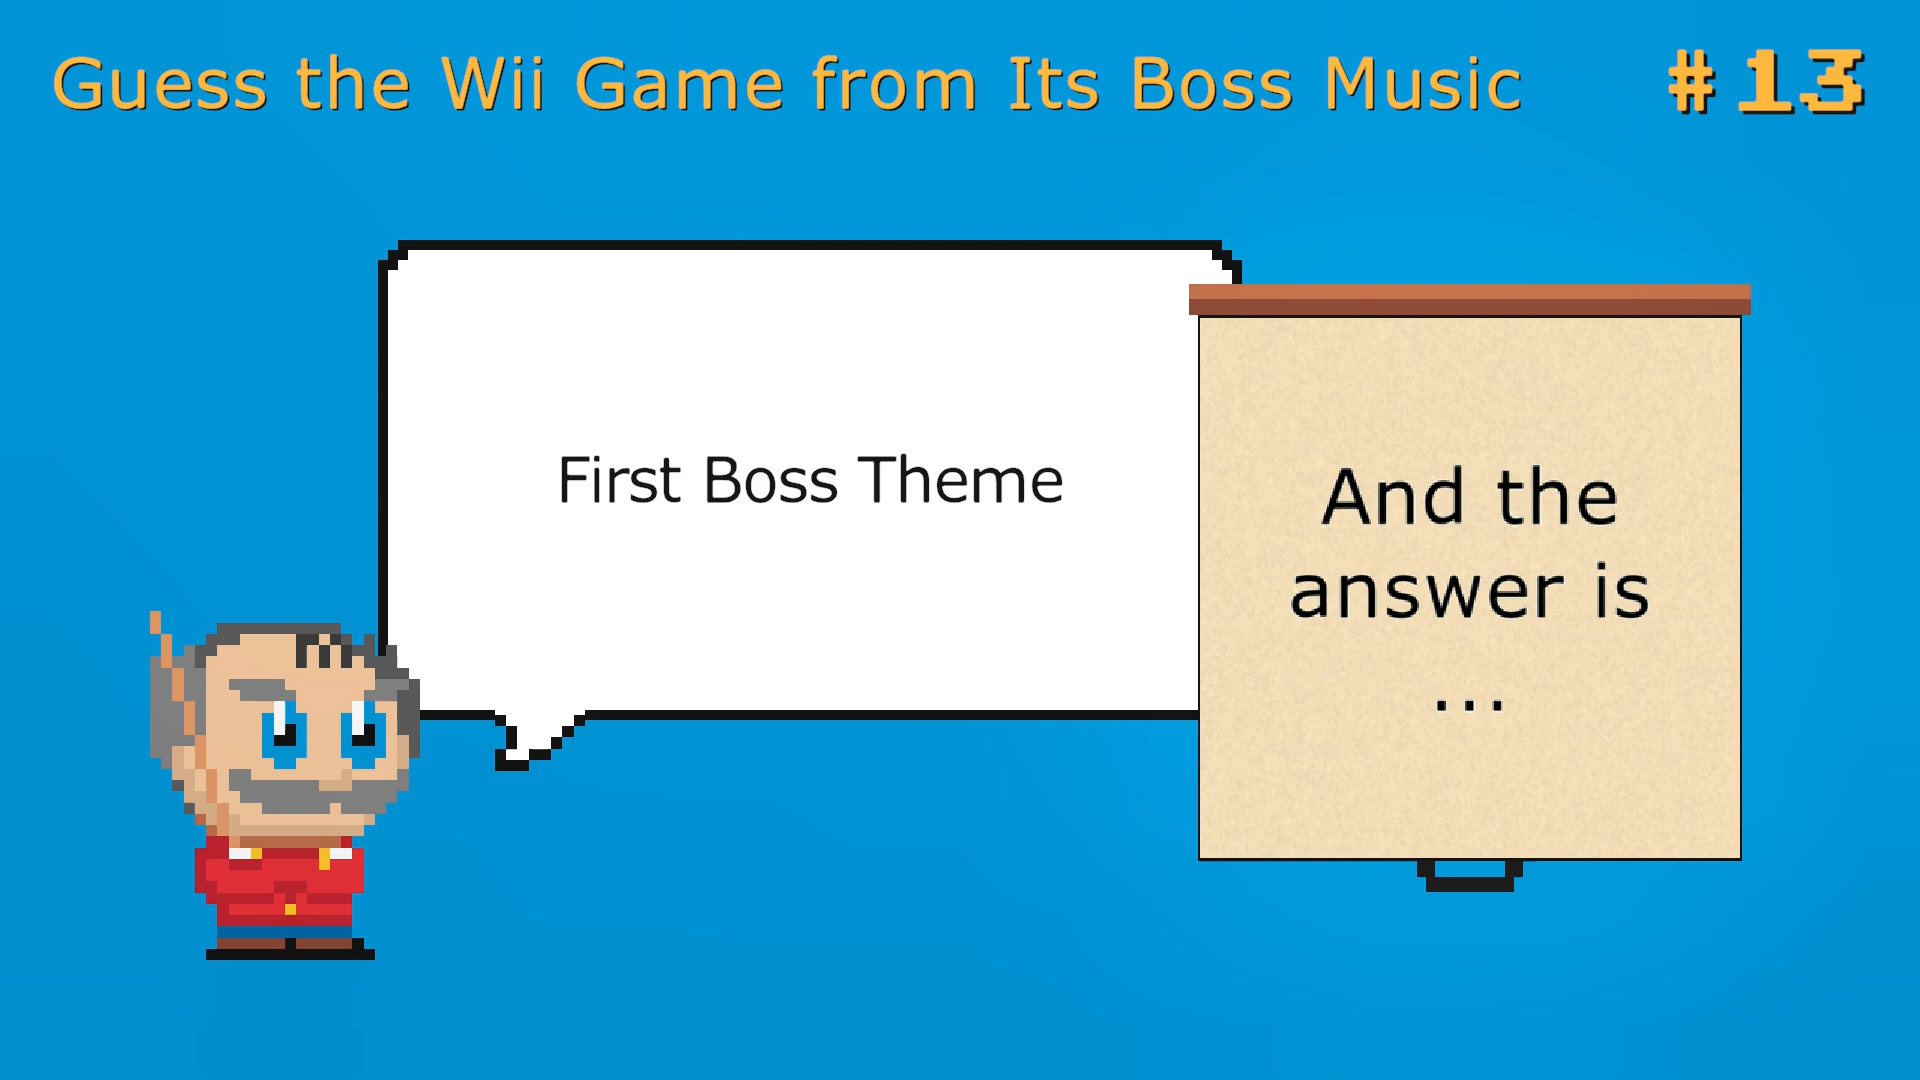 Guess the Wii Game from Its Boss Music
#13
First Boss Theme
And the
answer is
...